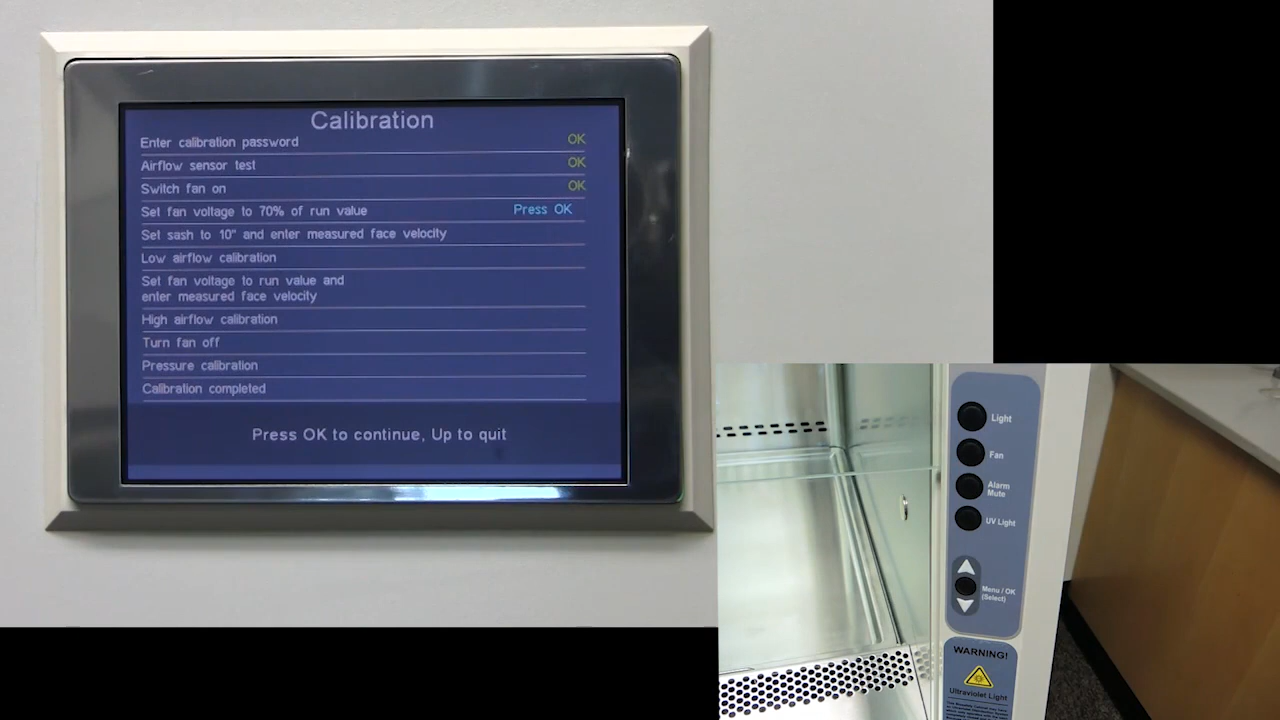 Calibration
Enter calibration password OK
Airflow sensor test OK
Switch fan on OK
Set fan voltage to 70% of run value Press OK
Set sash to 10" and enter measured face velocity
Low airflow calibration
Set fan voltage to run value and
enter measured face velocity
High airflow calibration
Turn fan off
Pressure calibration
Calibration completed
Press OK to continue, Up to quit
Light
Fan
Alarm
Mute
UV Light
Menu / OK
(Select)
WARNING!
Ultraviolet Light